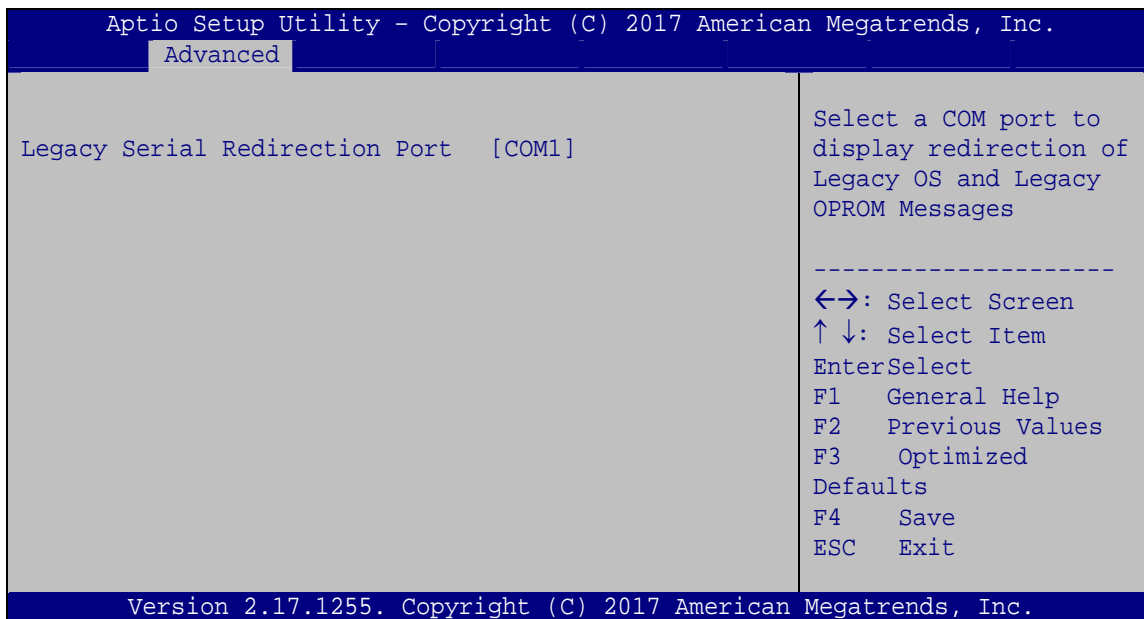 Aptio Setup Utility – Copyright (C) 2017 American Megatrends, Inc.
Advanced
Legacy Serial Redirection Port [COM1]
Select a COM port to
display redirection of
Legacy OS and Legacy
OPROM Messages
---------------------
←→: Select Screen
↑ ↓: Select Item
EnterSelect
F1 General Help
F2 Previous Values
F3 Optimized
Defaults
F4 Save
ESC Exit
Version 2.17.1255. Copyright (C) 2017 American Megatrends, Inc.